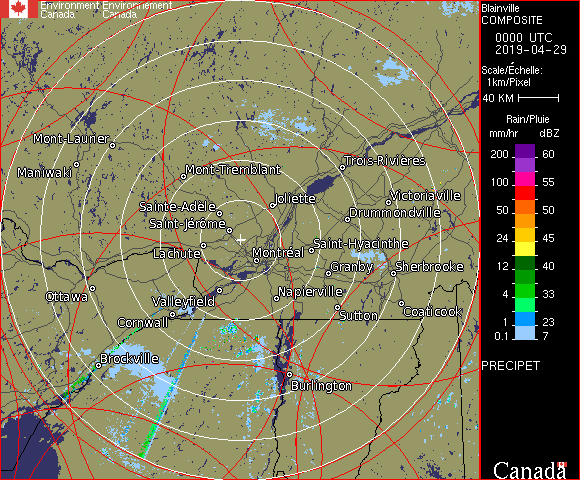 Environment Environnement
Canada Canada
Blainville
COMPOSITE
0000 UTC
2019-04-29
Scale/Échelle:
1km/Pixel
40 KM
Rain/Pluie
mm/hr dBZ
200 60
100 55
50 50
24 45
12 40
4 33
1 23
0.1 7
PRECIPET
Canada
Mont-Laurier
Maniwaki
Mont-Tremblant
Trois-Rivières
Joliette
Victoriaville
Sainte-Adèle
Drummondville
Saint-Jérôme
Saint-Hyacinthe
Lachute
Montréal
Granby
Sherbrooke
Ottawa
Valleyfield
Napierville
Cornwall
Sutton
Coaticook
Brockville
Burlington